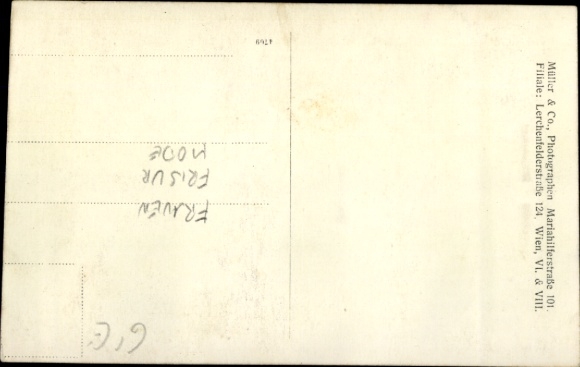 Müller & Co., Photographen Mariahilferstraße 101.
Filiale: Lerchenfelderstraße 124. Wien, VI. & VIII.
FRAUEN
FRISUR
MODE